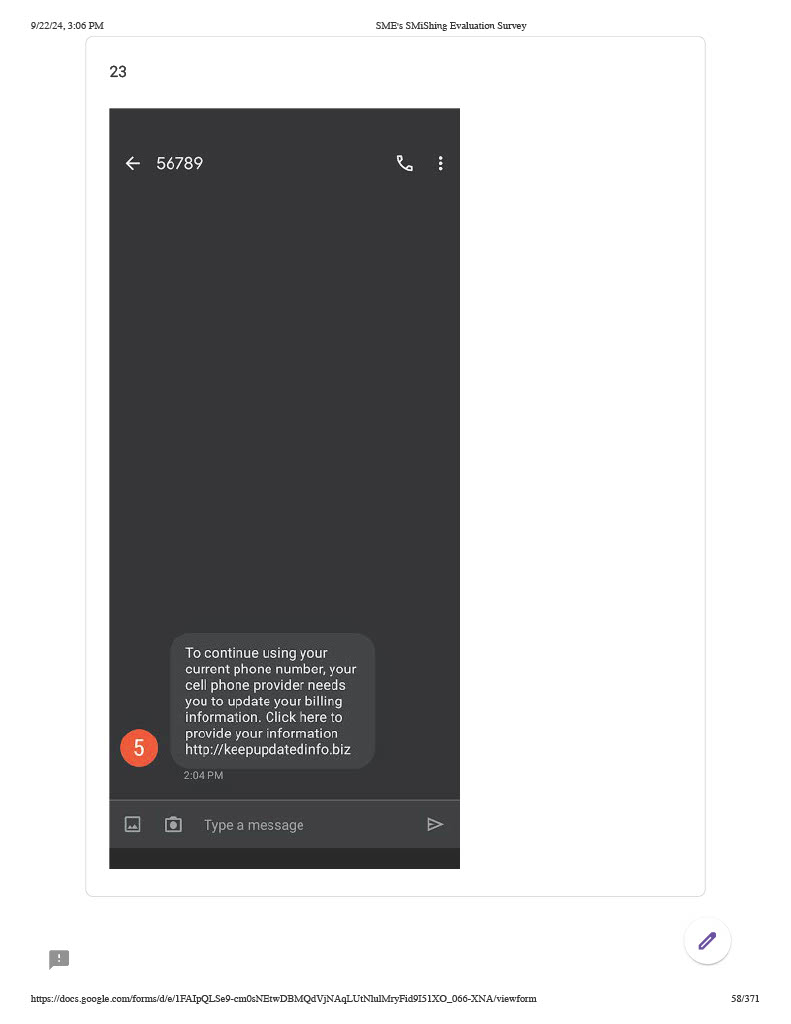 9/22/24, 3:06 PM SME's SMiShing Evaluation Survey
23
56789
To continue using your
current phone number, your
cell phone provider needs
you to update your billing
information. Click here to
provide your information
http://keepupdatedinfo.biz
5
2:04 PM
Type a message
https://docs.google.com/forms/d/e/1FAIpQLSe9-cm0sNEtwDBMQdVjNAqLUtNlulMryFid9I51XO_066-XNA/viewform 58/371